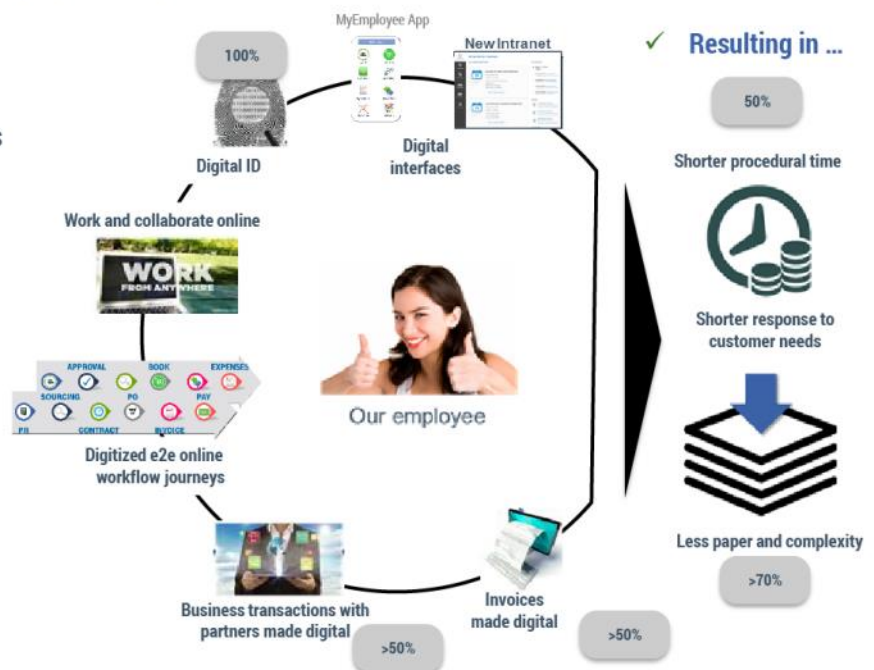 MyEmployee App
New Intranet
100%
✓ Resulting in ...
50%
s
Digital ID
Digital
interfaces
Shorter procedural time
Work and collaborate online
WORK
FROM ANYWHERE
Shorter response to
customer needs
APPROVAL BOOK EXPENSES
SOURCING PO PAY
CONTRACT INVOICE
Our employee
Digitized e2e online
workflow journeys
Less paper and complexity
>70%
Business transactions with
partners made digital
>50%
Invoices
made digital
>50%